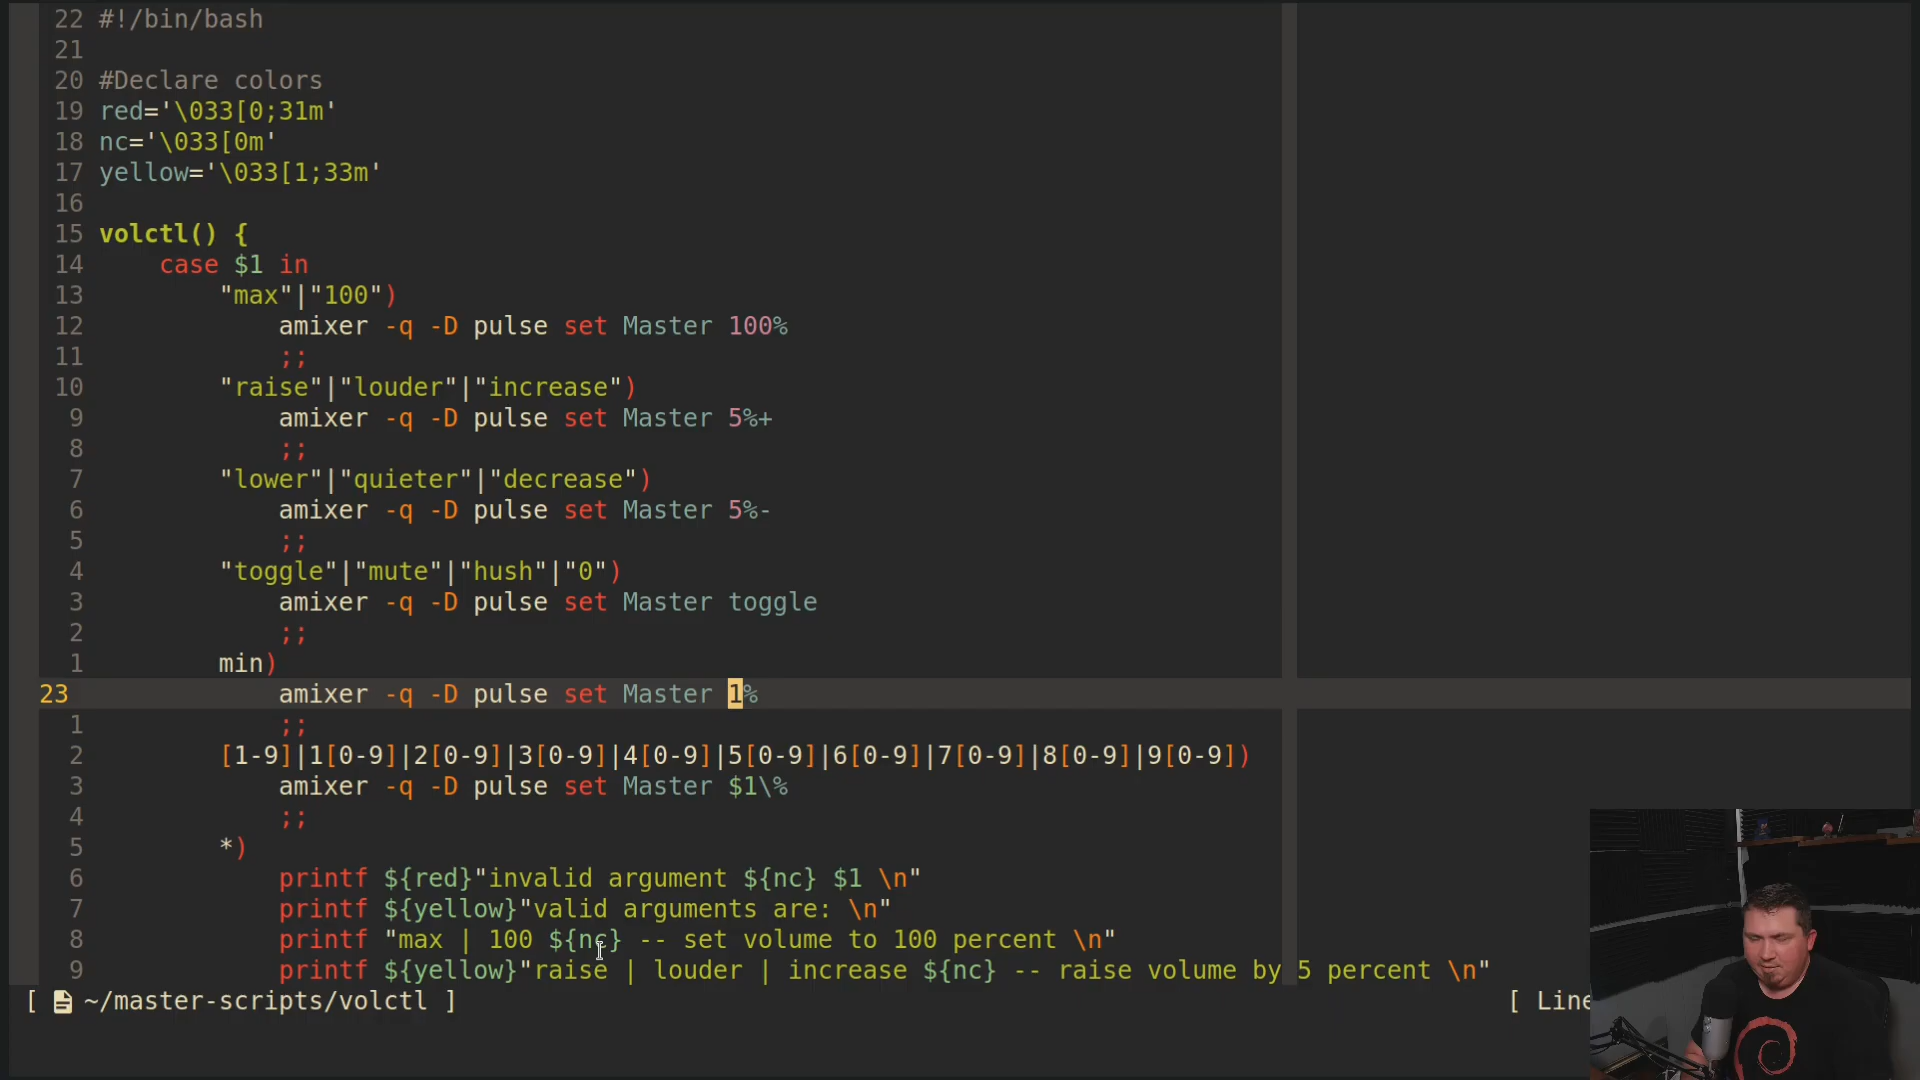 22 #!/bin/bash
21
20 #Declare colors
19 red='\033[0;31m'
18 nc='\033[0m'
17 yellow='\033[1;33m'
16
15 volctl() {
14     case $1 in
13         "max"|"100")
12             amixer -q -D pulse set Master 100%
11             ;;
10         "raise"|"louder"|"increase")
9             amixer -q -D pulse set Master 5%+
8             ;;
7         "lower"|"quieter"|"decrease")
6             amixer -q -D pulse set Master 5%-
5             ;;
4         "toggle"|"mute"|"hush"|"0")
3             amixer -q -D pulse set Master toggle
2             ;;
1         min)
23             amixer -q -D pulse set Master 1%
1             ;;
2         [1-9]|1[0-9]|2[0-9]|3[0-9]|4[0-9]|5[0-9]|6[0-9]|7[0-9]|8[0-9]|9[0-9])
3             amixer -q -D pulse set Master $1\%
4             ;;
5         *)
6             printf ${red}"invalid argument ${nc} $1 \n"
7             printf ${yellow}"valid arguments are: \n"
8             printf "max | 100 ${nc} -- set volume to 100 percent \n"
9             printf ${yellow}"raise | louder | increase ${nc} -- raise volume by 5 percent \n"
[ ~/master-scripts/volctl ] [ Line